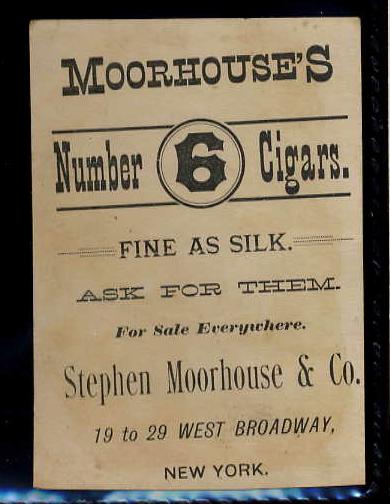 MOORHOUSE'S
Number 6 Cigars.
FINE AS SILK.
ASK FOR THEM.
For Sale Everywhere.
Stephen Moorhouse & Co.
19 to 29 WEST BROADWAY,
NEW YORK.